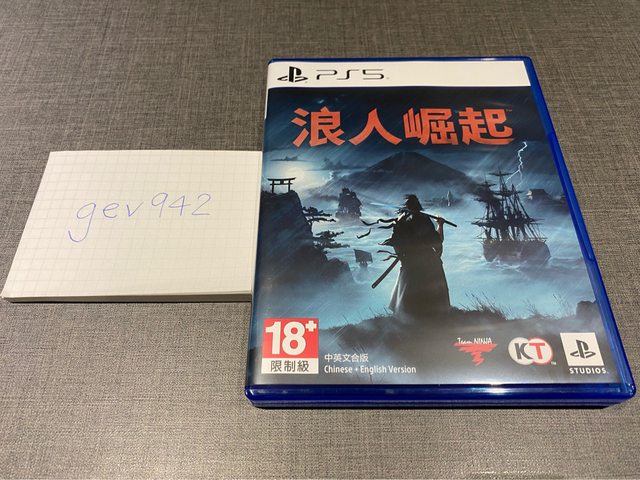 gev942
PS5
浪人崛起
18+
限制級
中英文合版
Chinese + English Version
Team NINJA
KT
STUDIOS